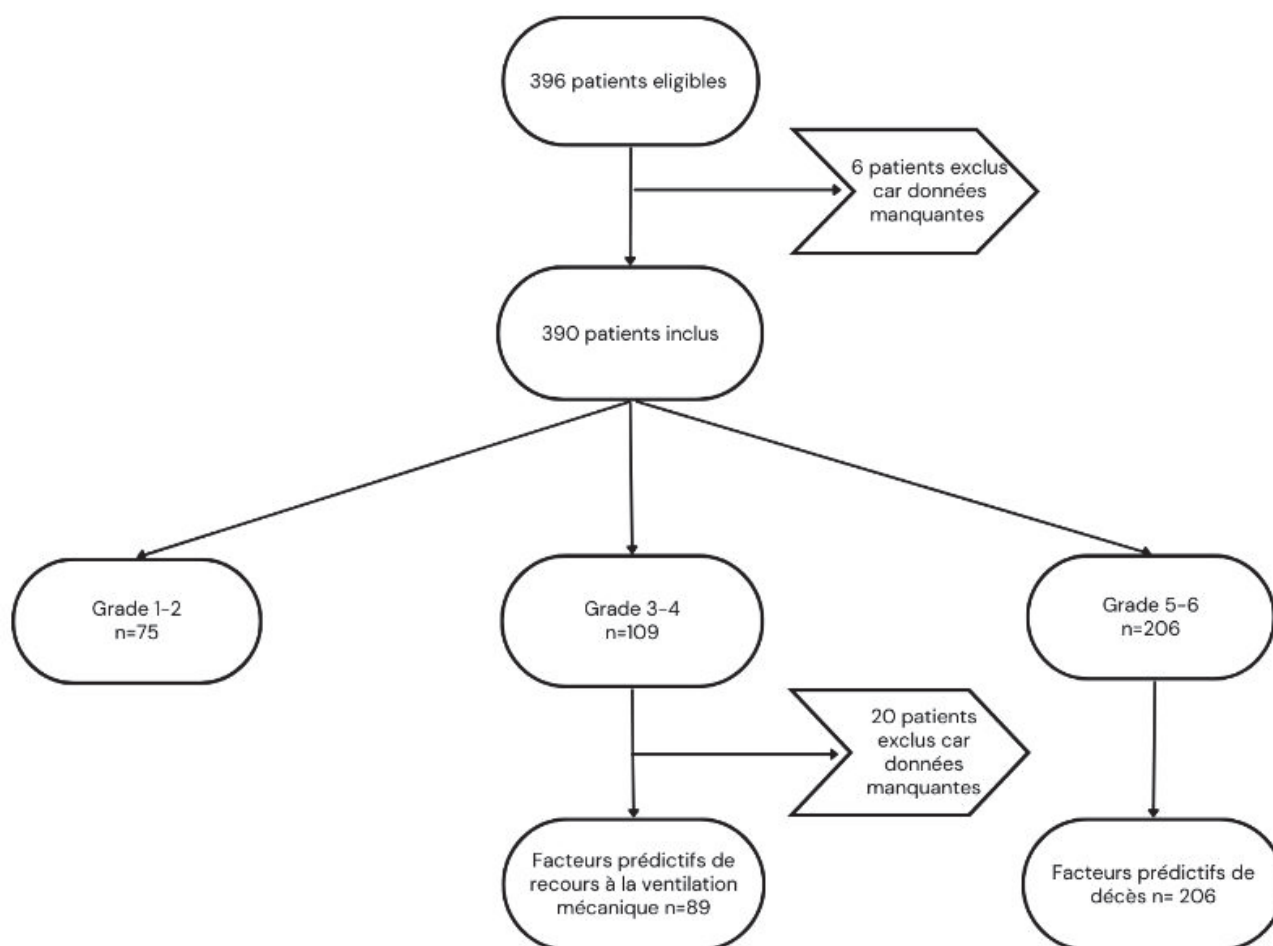 396 patients eligibles
6 patients exclus
car données
manquantes
390 patients inclus
Grade 1-2
n=75
Grade 3-4
n=109
Grade 5-6
n=206
20 patients
exclus car
données
manquantes
Facteurs prédictifs de
recours à la ventilation
mécanique n=89
Facteurs prédictifs de
décès n= 206